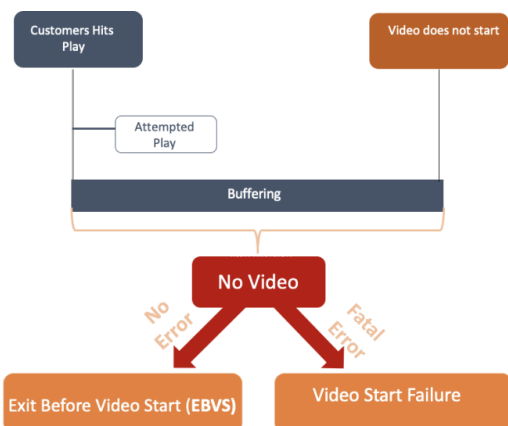 Customers Hits
Play
Video does not start
Attempted
Play
Buffering
No Video
No
Error
Fatal
Error
Exit Before Video Start (EBVS)
Video Start Failure